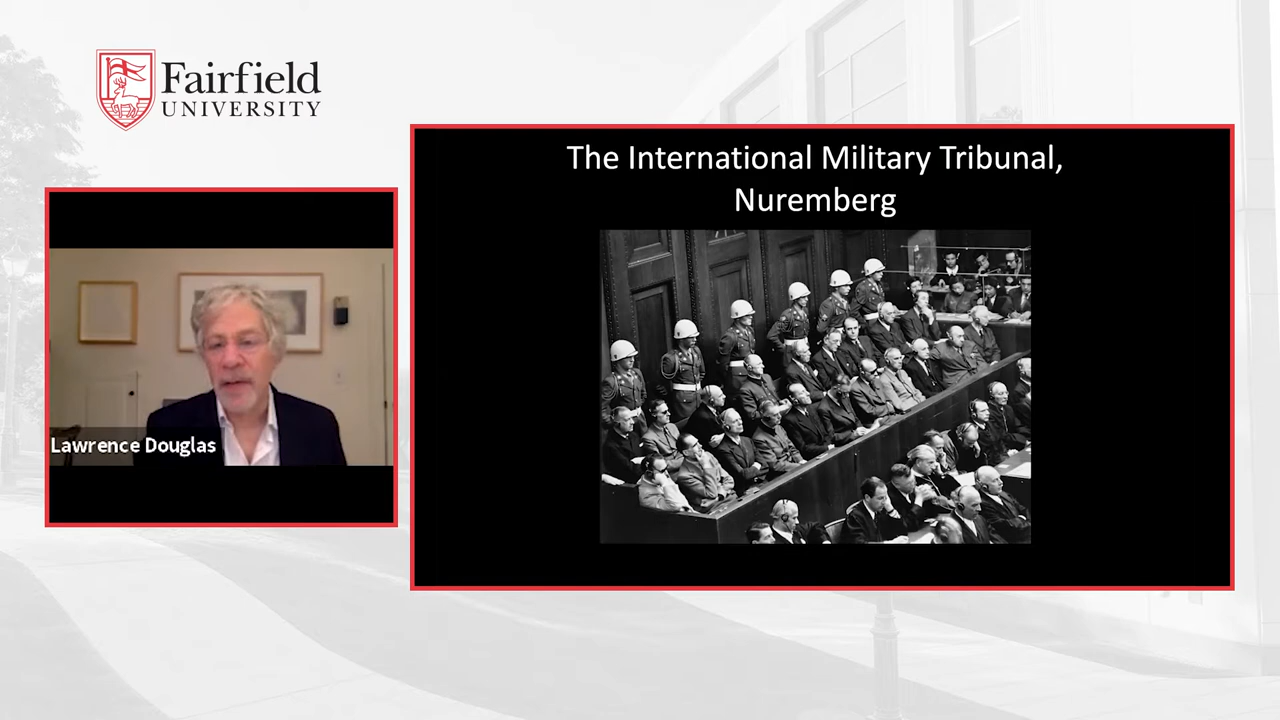 Fairfield
UNIVERSITY
The International Military Tribunal,
Nuremberg
Lawrence Douglas